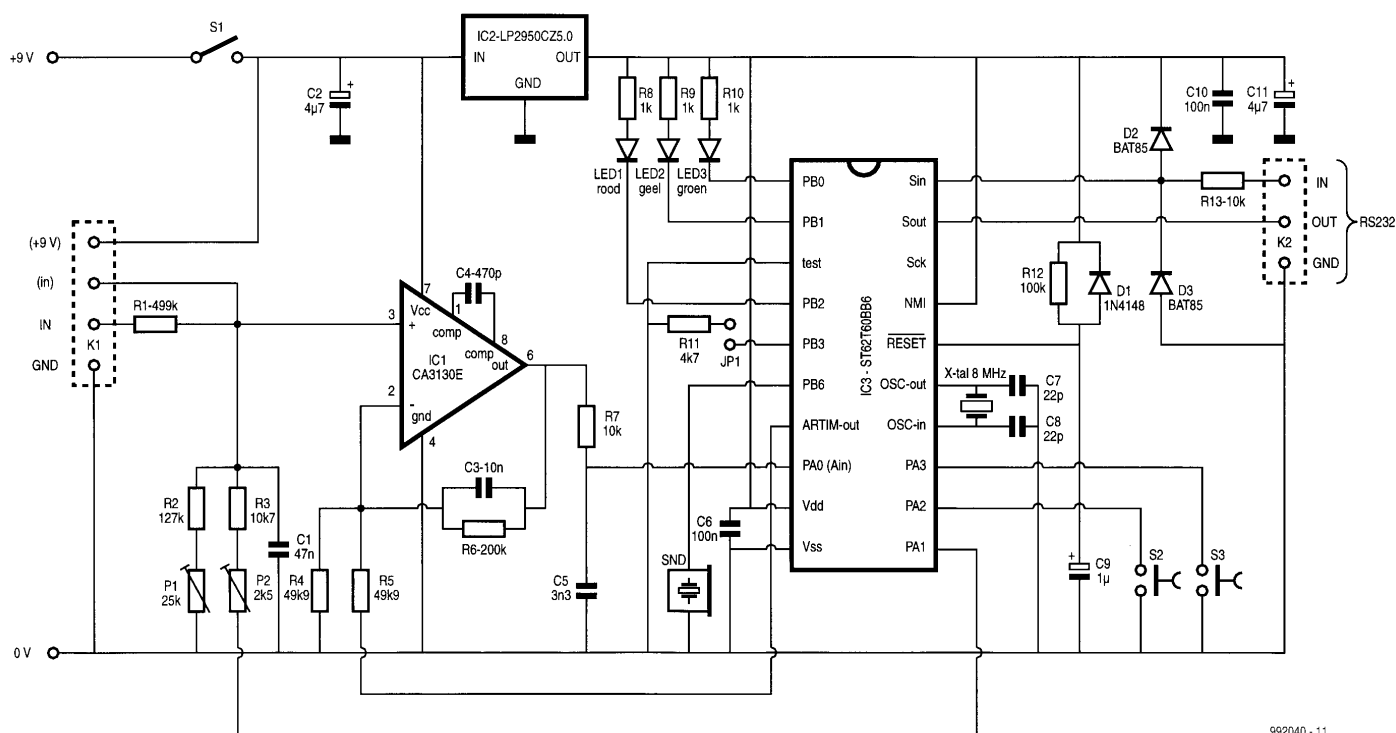 +9 V
S1
C2
4µ7
IC2-LP2950CZ5.0
IN
OUT
GND
R8
1k
R9
1k
R10
1k
LED1
rood
LED2
geel
LED3
groen
D2
BAT85
C10
100n
C11
4µ7
+
+
K1
(+9 V)
(in)
IN
GND
R1-499k
C4-470p
7
Vcc
1
comp
3
+
8
comp
IC1
CA3130E
out
6
2
-
gnd
4
R7
10k
C3-10n
R6-200k
R2
127k
R3
10k7
C1
47n
P1
25k
P2
2k5
R4
49k9
R5
49k9
C5
3n3
0 V
R11
4k7
JP1
SND
C6
100n
IC3 - ST62T60BB6
PB0
PB1
test
PB2
PB3
PB6
ARTIM-out
PA0 (Ain)
Vdd
Vss
Sin
Sout
Sck
NMI
RESET
OSC-out
OSC-in
PA3
PA2
PA1
R13-10k
IN
OUT
GND
K2
RS232
R12
100k
D1
1N4148
D3
BAT85
X-tal 8 MHz
C7
22p
C8
22p
+
C9
1µ
S2
S3
992040 - 11